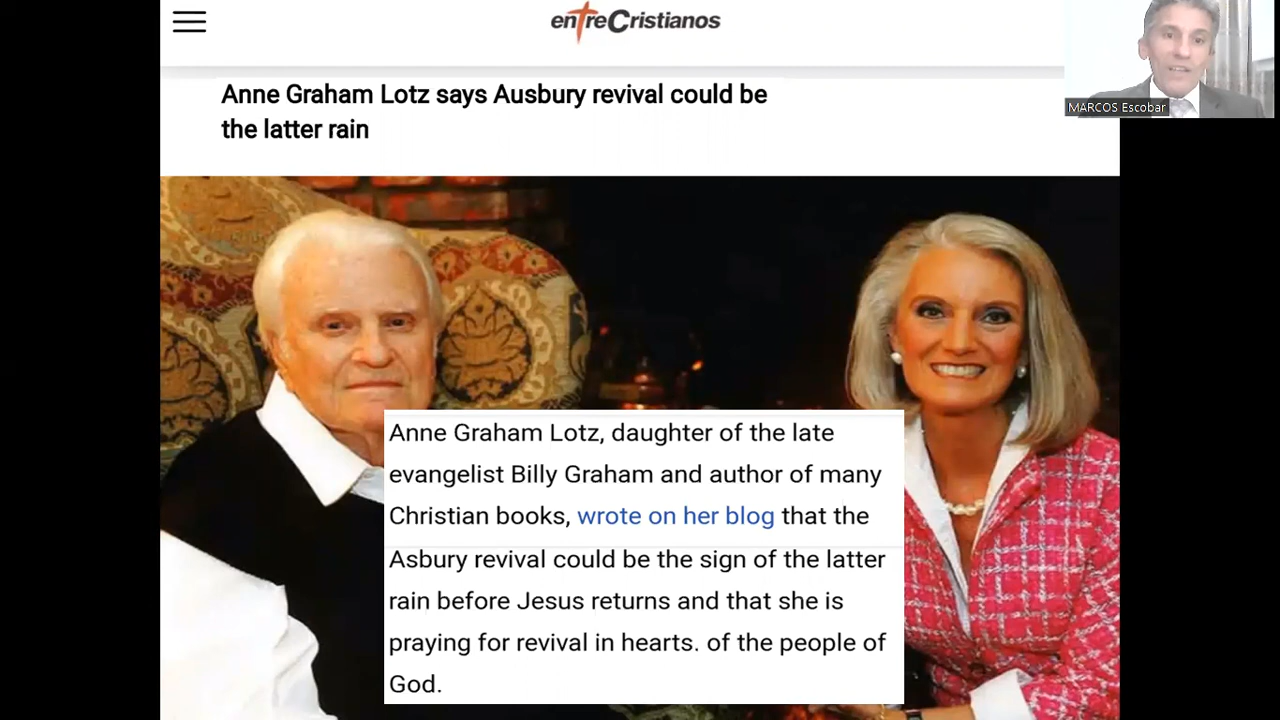 entreCristianos
MARCOS Escobar
Anne Graham Lotz says Ausbury revival could be
the latter rain
Anne Graham Lotz, daughter of the late
evangelist Billy Graham and author of many
Christian books, wrote on her blog that the
Asbury revival could be the sign of the latter
rain before Jesus returns and that she is
praying for revival in hearts. of the people of
God.